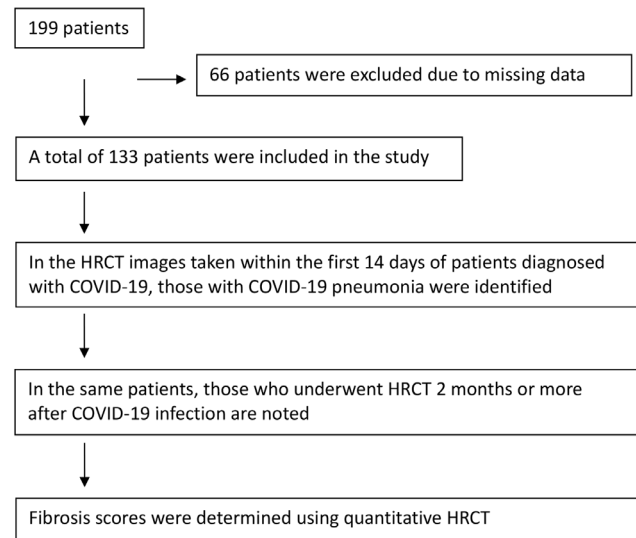 199 patients
66 patients were excluded due to missing data
A total of 133 patients were included in the study
In the HRCT images taken within the first 14 days of patients diagnosed
with COVID-19, those with COVID-19 pneumonia were identified
In the same patients, those who underwent HRCT 2 months or more
after COVID-19 infection are noted
Fibrosis scores were determined using quantitative HRCT